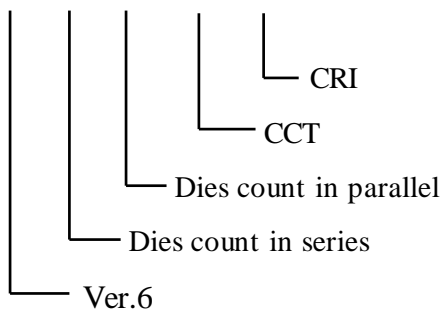 CRI
CCT
Dies count in parallel
Dies count in series
Ver.6